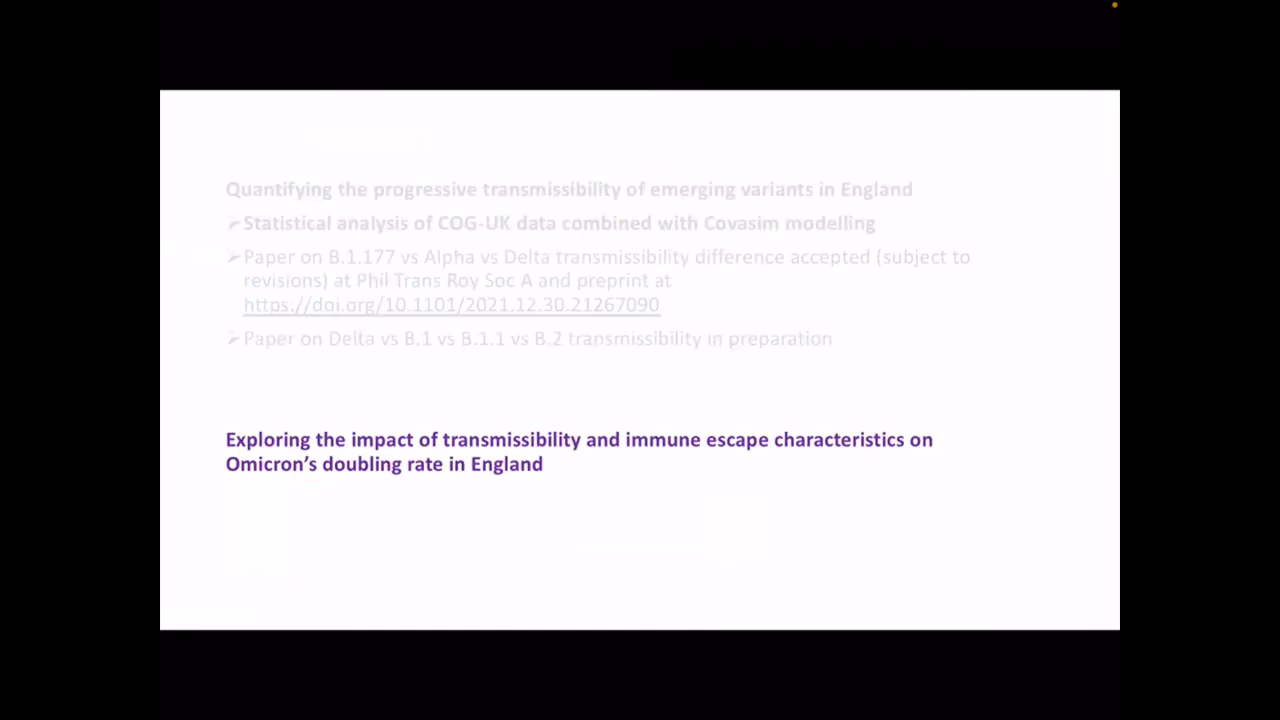 Quantifying the progressive transmissibility of emerging variants in England
➢Statistical analysis of COG-UK data combined with Covasim modelling
➢Paper on B.1.177 vs Alpha vs Delta transmissibility difference accepted (subject to
revisions) at Phil Trans Roy Soc A and preprint at
https://doi.org/10.1101/2021.12.30.21267090
➢Paper on Delta vs B.1 vs B.1.1 vs B.2 transmissibility in preparation
Exploring the impact of transmissibility and immune escape characteristics on
Omicron’s doubling rate in England